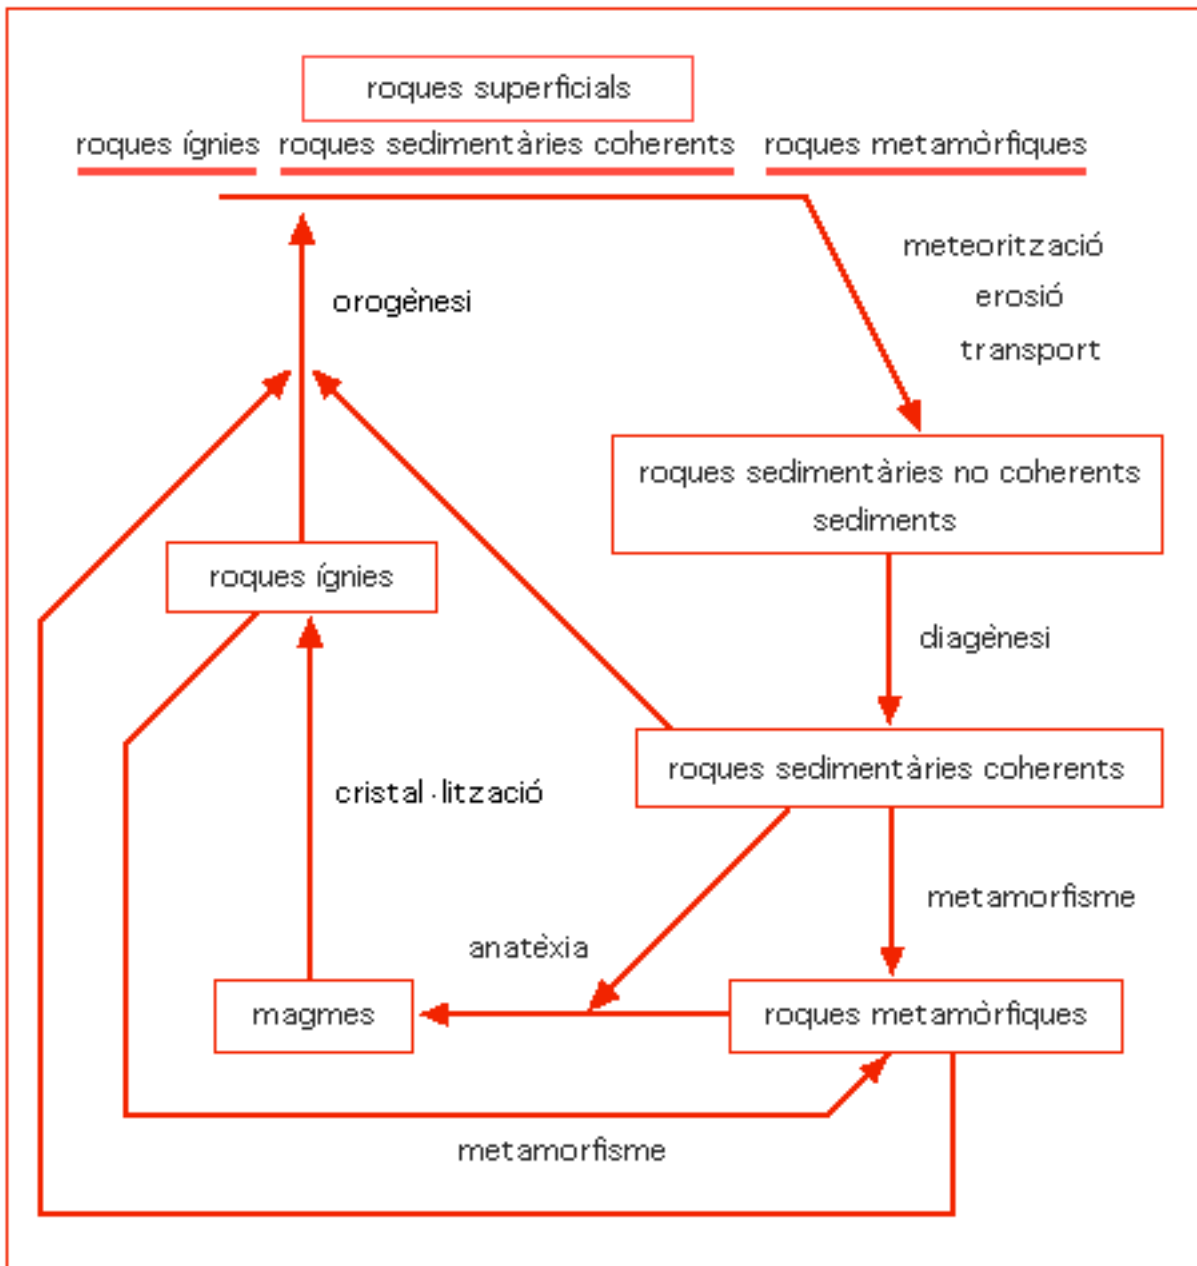 roques superficials
roques ígnies roques sedimentàries coherents roques metamòrfiques
meteorització
erosió
transport
orogènesi
roques sedimentàries no coherents
sediments
roques ígnies
diagènesi
roques sedimentàries coherents
cristal·lització
metamorfisme
anatèxia
magmes
roques metamòrfiques
metamorfisme